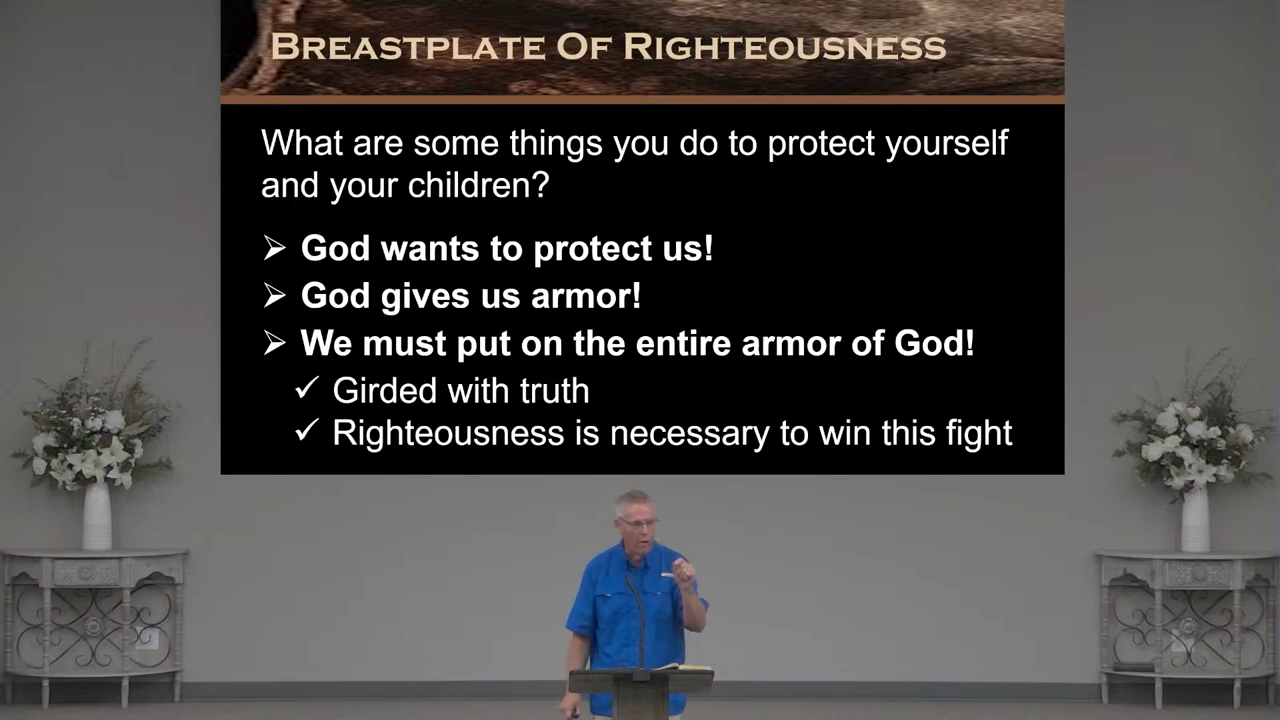 BREASTPLATE OF RIGHTEOUSNESS
What are some things you do to protect yourself
and your children?
➢ God wants to protect us!
➢ God gives us armor!
➢ We must put on the entire armor of God!
✓ Girded with truth
✓ Righteousness is necessary to win this fight